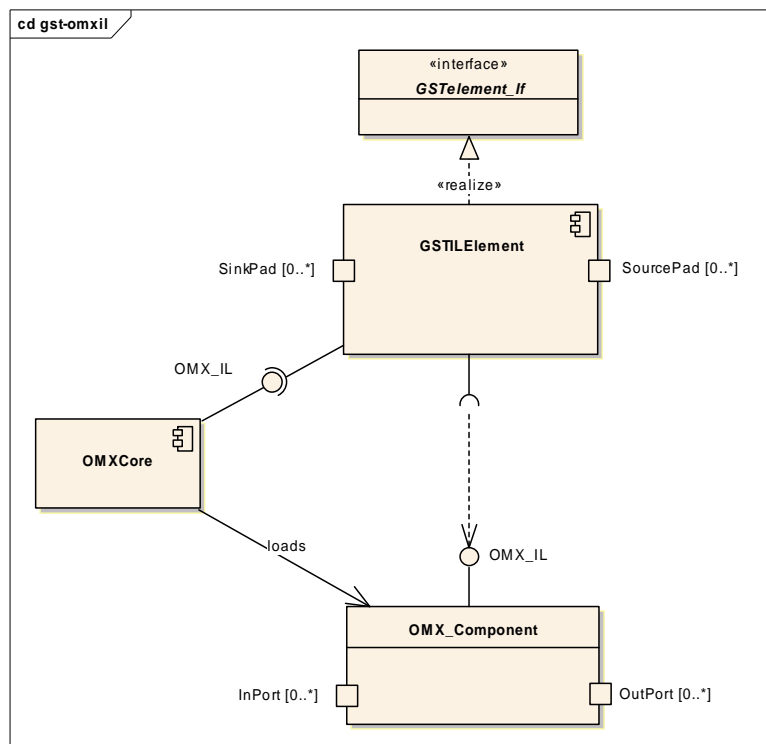 cd gst-omxil
«interface»
GSTelement_If
«realize»
GSTILElement
SinkPad [0..*]
SourcePad [0..*]
OMX_IL
OMXCore
loads
OMX_IL
OMX_Component
InPort [0..*]
OutPort [0..*]